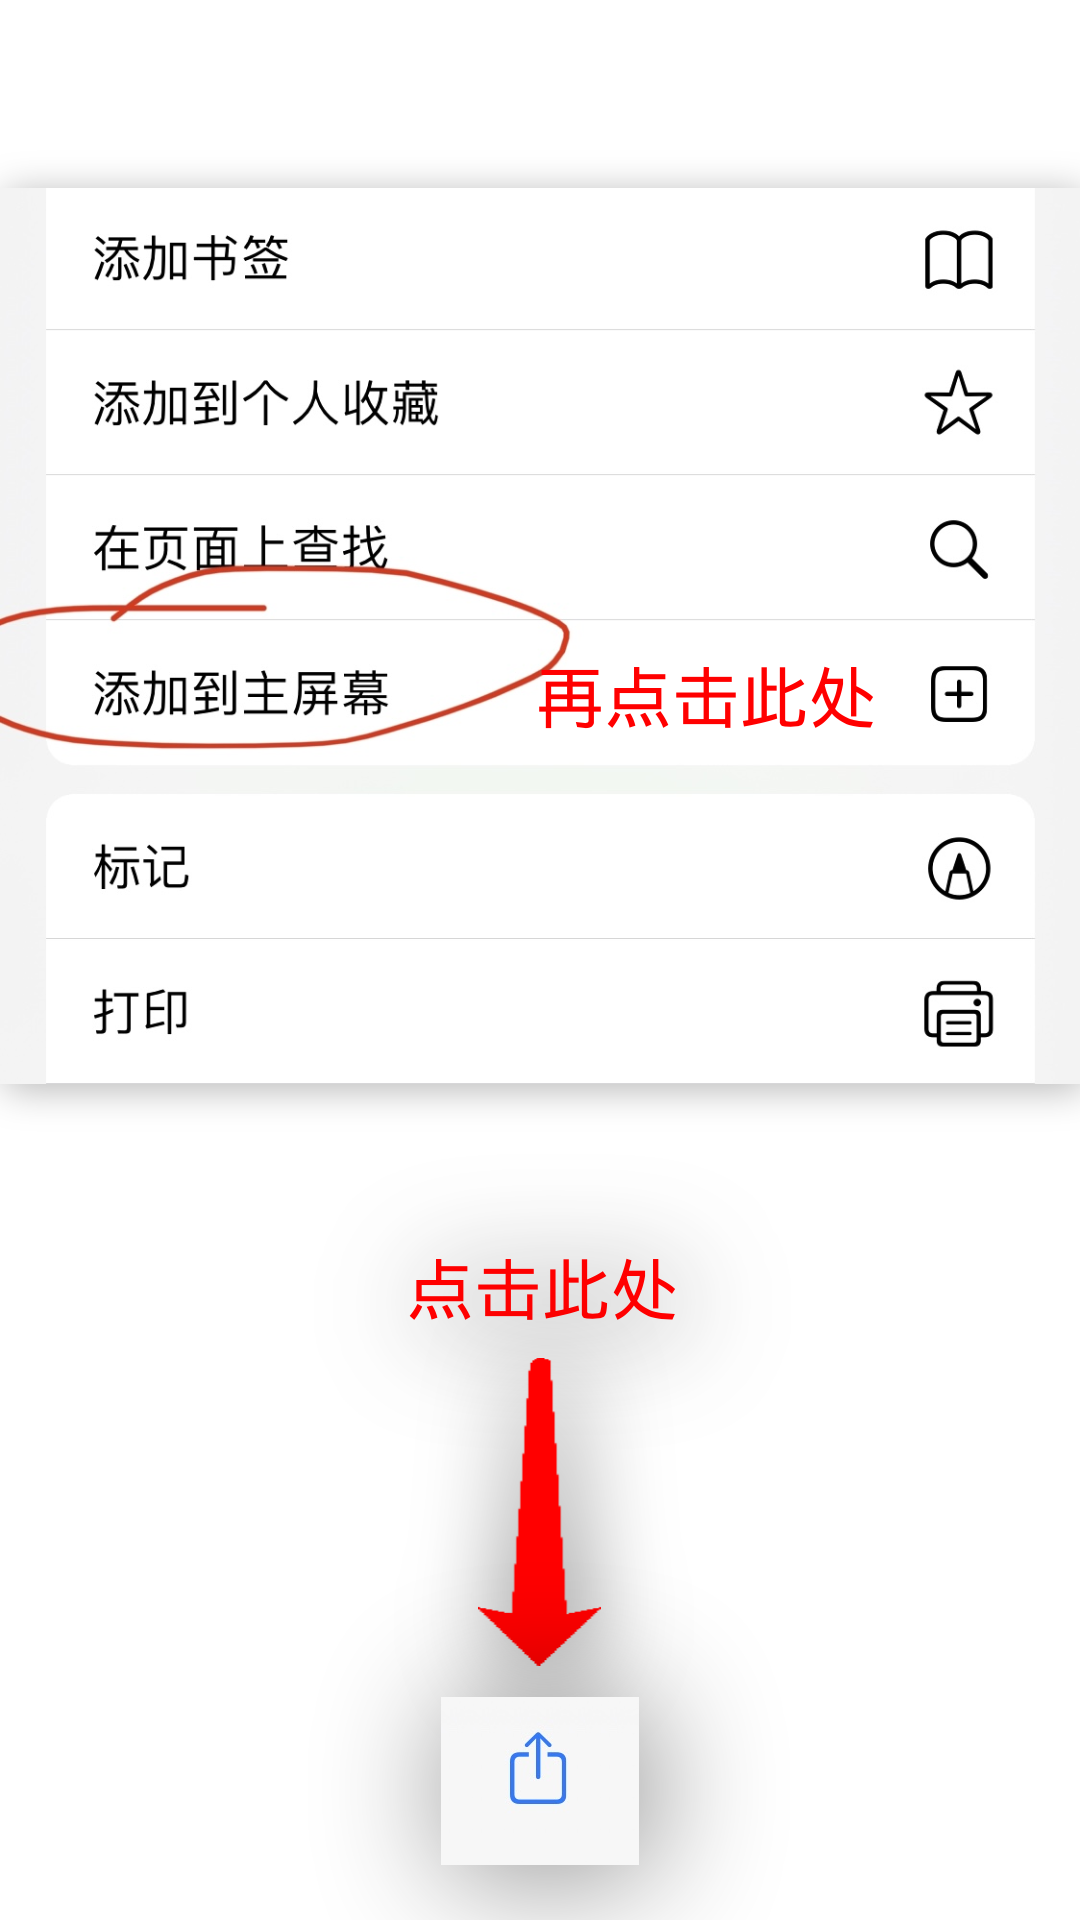 添加书签
添加到个人收藏
在页面上查找
添加到主屏幕 再点击此处
标记
打印
点击此处